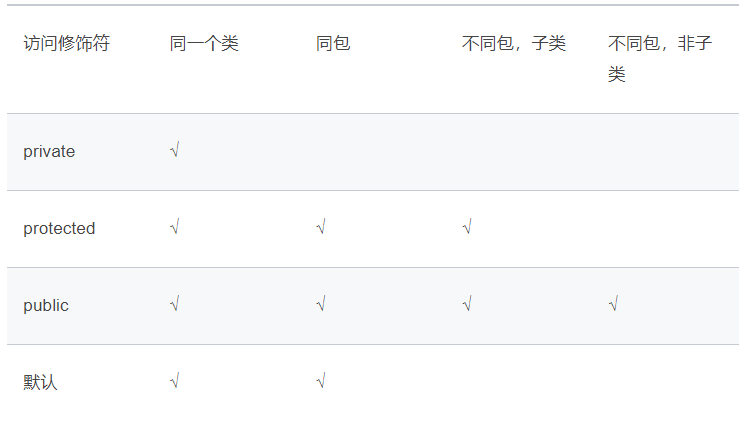 访问修饰符 同一个类 同包 不同包，子类 不同包，非子
类
private √
protected √ √ √
public √ √ √ √
默认 √ √